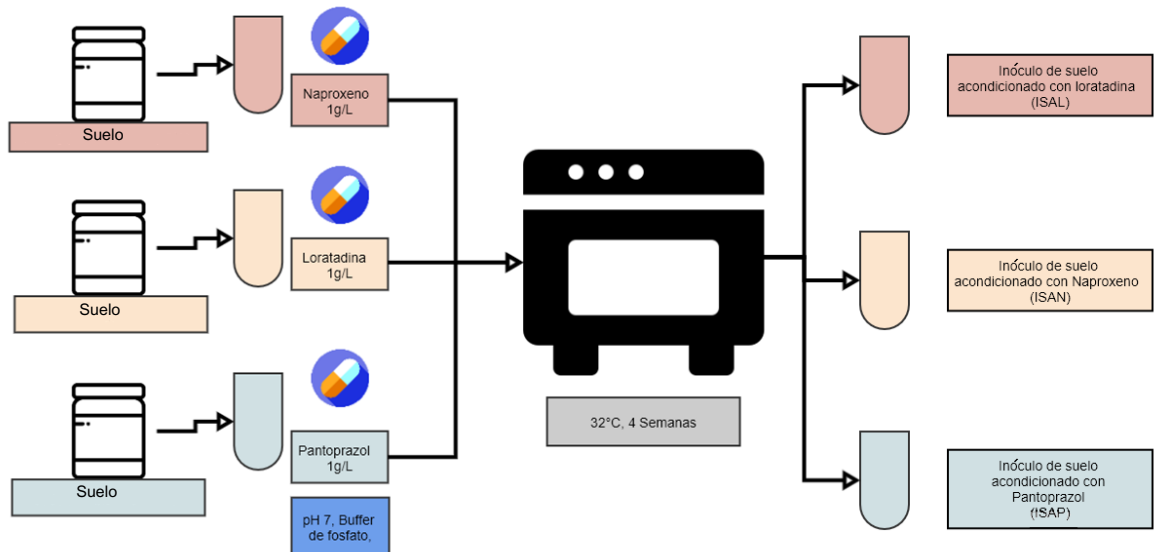 Suelo
Naproxeno
1g/L
Suelo
Loratadina
1g/L
Suelo
Pantoprazol
1g/L
pH 7, Buffer
de fosfato,
32°C, 4 Semanas
Inóculo de suelo
acondicionado con loratadina
(ISAL)
Inóculo de suelo
acondicionado con Naproxeno
(ISAN)
Inóculo de suelo
acondicionado con
Pantoprazol
(ISAP)